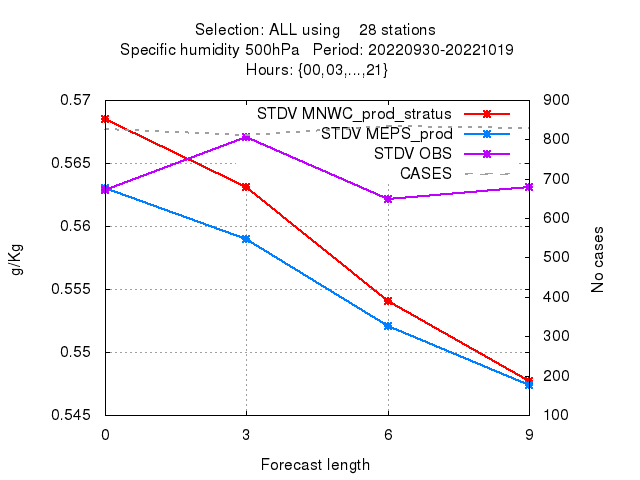 Selection: ALL using    28 stations
Specific humidity 500hPa   Period: 20220930-20221019
Hours: {00,03,...,21}
STDV MNWC_prod_stratus
STDV MEPS_prod
STDV OBS
CASES
0.57
0.565
0.56
0.555
0.55
0.545
g/Kg
900
800
700
600
500
400
300
200
100
No cases
0 3 6 9
Forecast length